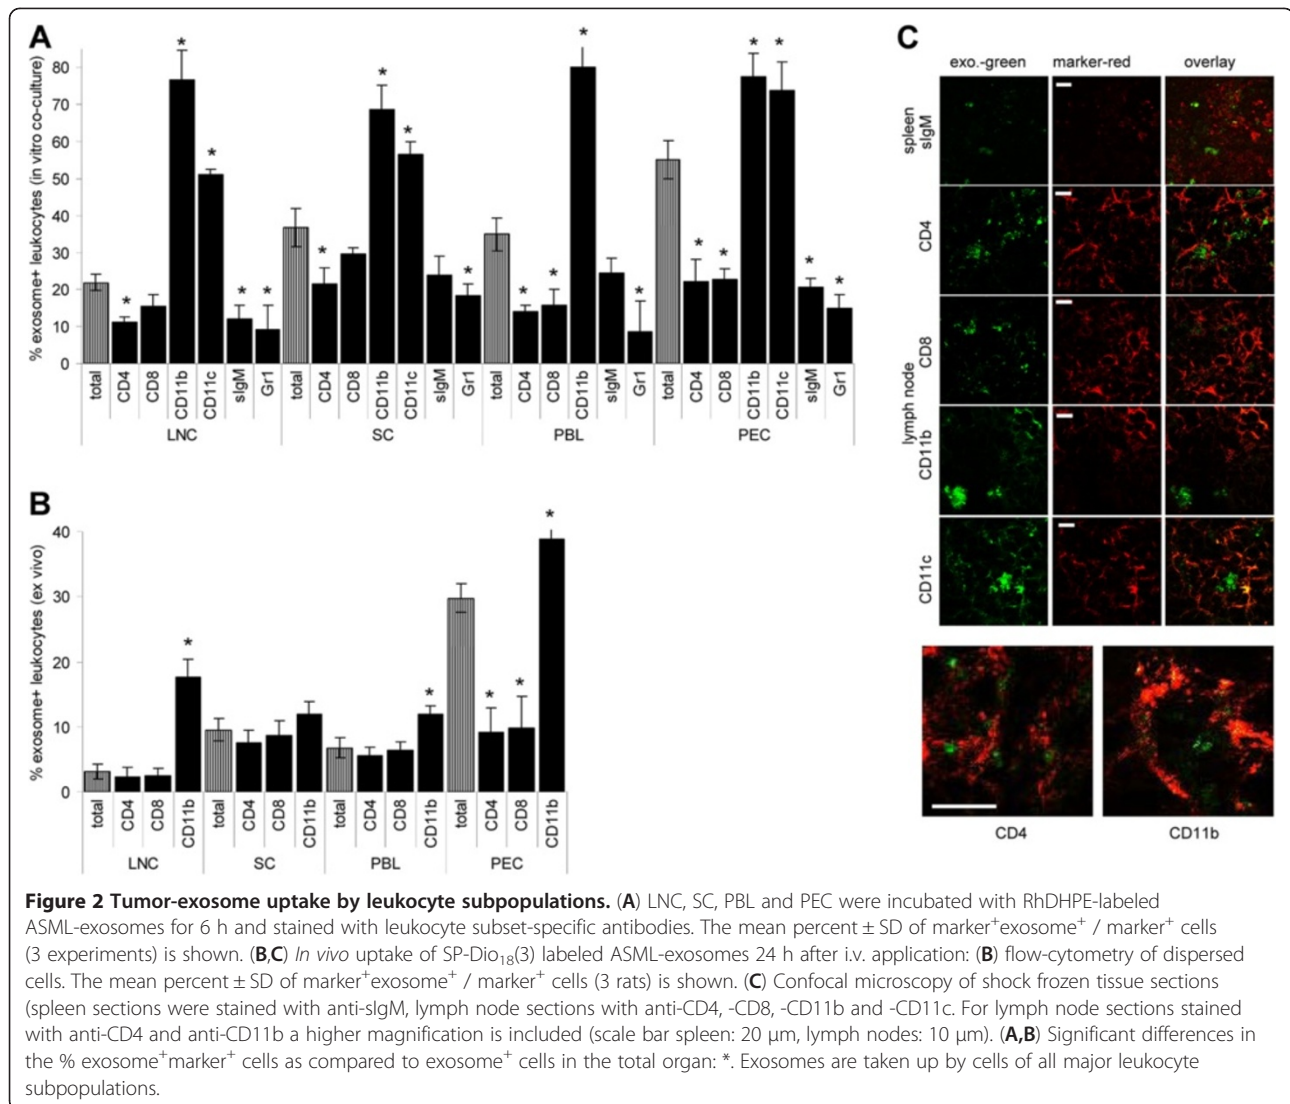 A
% exosome+ leukocytes (in vitro co-culture)
80
70
60
50
40
30
20
10
0
* * * * * * * * * * * * * * * * *
total CD4 CD8 CD11b CD11c sIgM Gr1 total CD4 CD8 CD11b CD11c sIgM Gr1 total CD4 CD8 CD11b sIgM Gr1 total CD4 CD8 CD11b CD11c sIgM Gr1
LNC SC PBL PEC
B
% exosome+ leukocytes (ex vivo)
40
30
20
10
0
* * * * *
total CD4 CD8 CD11b total CD4 CD8 CD11b total CD4 CD8 CD11b total CD4 CD8 CD11b
LNC SC PBL PEC
C
exo.-green marker-red overlay
spleen
sIgM
lymph node
CD4
CD8
CD11b
CD11c
CD4 CD11b
Figure 2 Tumor-exosome uptake by leukocyte subpopulations. (A) LNC, SC, PBL and PEC were incubated with RhDHPE-labeled
ASML-exosomes for 6 h and stained with leukocyte subset-specific antibodies. The mean percent ± SD of marker⁺exosome⁺ / marker⁺ cells
(3 experiments) is shown. (B,C) In vivo uptake of SP-Dio₁₈(3) labeled ASML-exosomes 24 h after i.v. application: (B) flow-cytometry of dispersed
cells. The mean percent ± SD of marker⁺exosome⁺ / marker⁺ cells (3 rats) is shown. (C) Confocal microscopy of shock frozen tissue sections
(spleen sections were stained with anti-sIgM, lymph node sections with anti-CD4, -CD8, -CD11b and -CD11c. For lymph node sections stained
with anti-CD4 and anti-CD11b a higher magnification is included (scale bar spleen: 20 μm, lymph nodes: 10 μm). (A,B) Significant differences in
the % exosome⁺marker⁺ cells as compared to exosome⁺ cells in the total organ: *. Exosomes are taken up by cells of all major leukocyte
subpopulations.